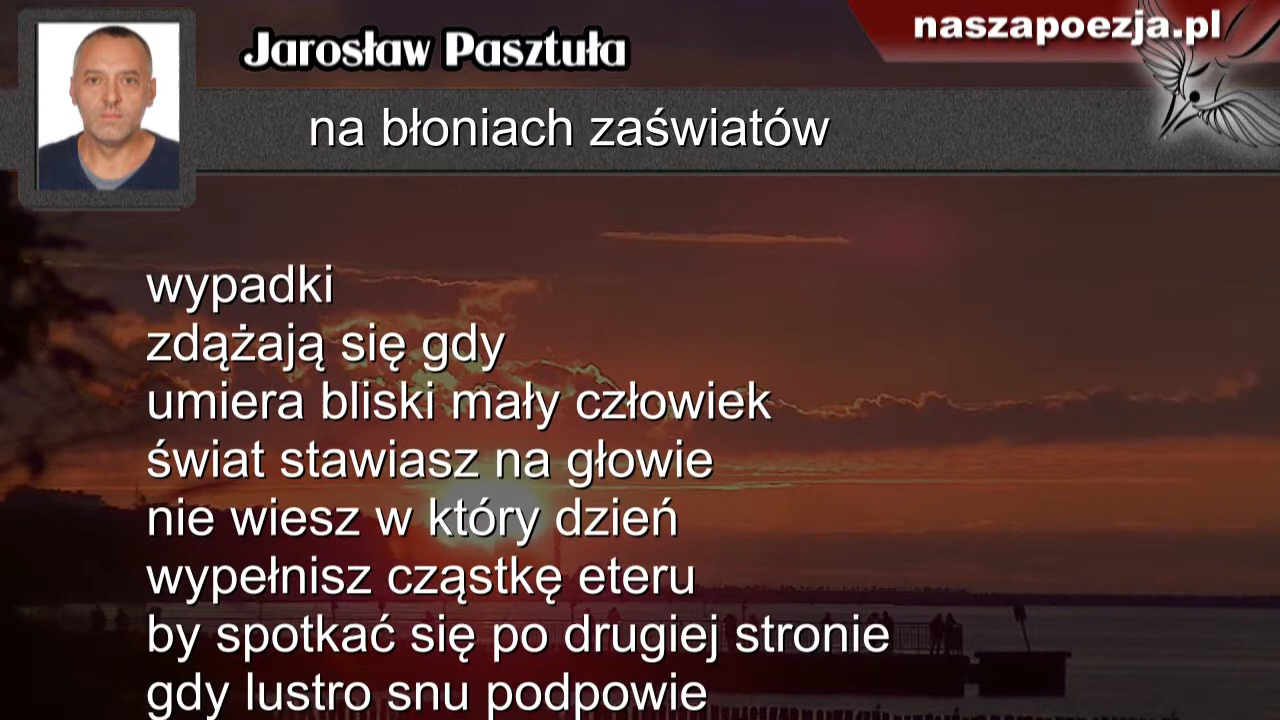 naszapoezja.pl
Jarosław Pasztuła
na błoniach zaświatów
wypadki
zdążają się gdy
umiera bliski mały człowiek
świat stawiasz na głowie
nie wiesz w który dzień
wypełnisz cząstkę eteru
by spotkać się po drugiej stronie
gdy lustro snu podpowie